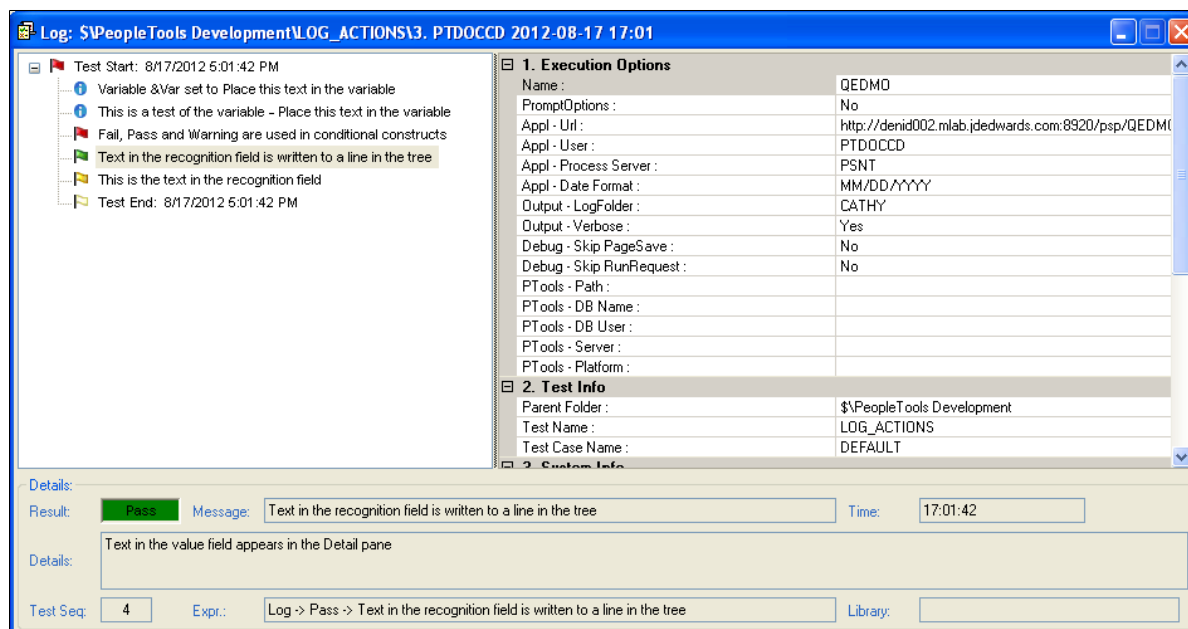 Log: $\PeopleTools Development\LOG_ACTIONS\3. PTDOCCD 2012-08-17 17:01
Test Start: 8/17/2012 5:01:42 PM
Variable &Var set to Place this text in the variable
This is a test of the variable - Place this text in the variable
Fail, Pass and Warning are used in conditional constructs
Text in the recognition field is written to a line in the tree
This is the text in the recognition field
Test End: 8/17/2012 5:01:42 PM
1. Execution Options
Name : QEDMO
PromptOptions : No
Appl - Url : http://denid002.mlab.jdedwards.com:8920/psp/QEDMO
Appl - User : PTDOCCD
Appl - Process Server : PSNT
Appl - Date Format : MM/DD/YYYY
Output - LogFolder : CATHY
Output - Verbose : Yes
Debug - Skip PageSave : No
Debug - Skip RunRequest : No
PTools - Path :
PTools - DB Name :
PTools - DB User :
PTools - Server :
PTools - Platform :
2. Test Info
Parent Folder : $\PeopleTools Development
Test Name : LOG_ACTIONS
Test Case Name : DEFAULT
3. System Info
Details:
Result: Pass Message: Text in the recognition field is written to a line in the tree Time: 17:01:42
Details: Text in the value field appears in the Detail pane
Test Seq: 4 Expr.: Log -> Pass -> Text in the recognition field is written to a line in the tree Library: